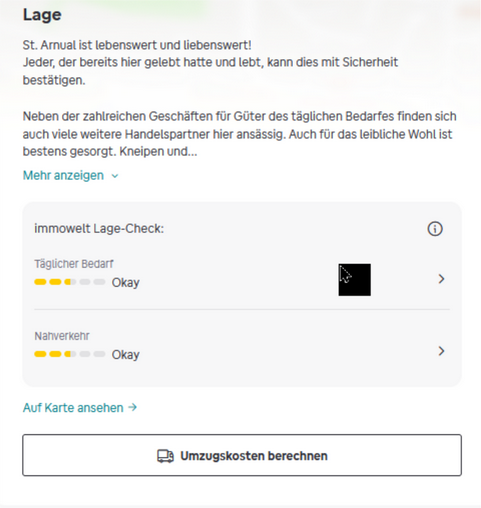 Lage
St. Arnual ist lebenswert und liebenswert!
Jeder, der bereits hier gelebt hatte und lebt, kann dies mit Sicherheit
bestätigen.
Neben der zahlreichen Geschäften für Güter des täglichen Bedarfes finden sich
auch viele weitere Handelspartner hier ansässig. Auch für das leibliche Wohl ist
bestens gesorgt. Kneipen und...
Mehr anzeigen
immowelt Lage-Check:
Täglicher Bedarf
Okay
Nahverkehr
Okay
Auf Karte ansehen →
Umzugskosten berechnen